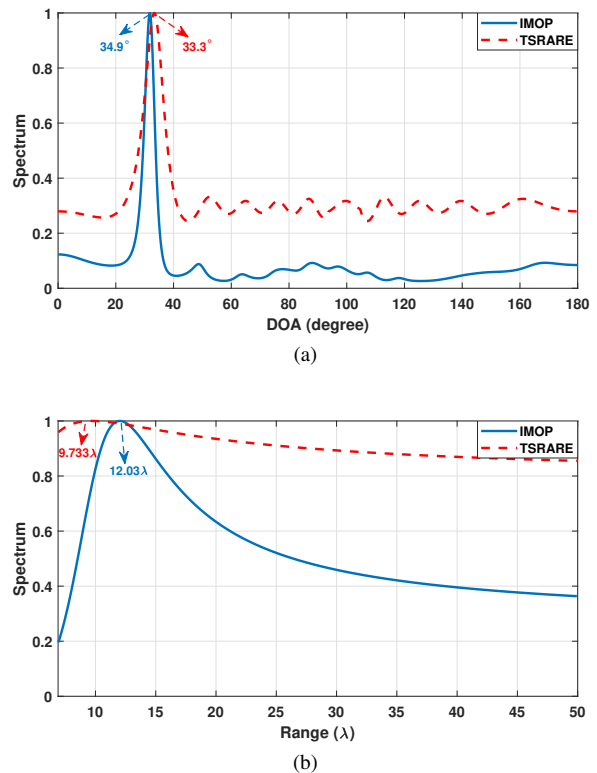 1
0.8
0.6
0.4
0.2
0
Spectrum
34.9°
33.3°
IMOP
TSRARE
0 20 40 60 80 100 120 140 160 180
DOA (degree)
(a)
1
0.8
0.6
0.4
0.2
0
Spectrum
9.733λ
12.03λ
IMOP
TSRARE
10 15 20 25 30 35 40 45 50
Range (λ)
(b)